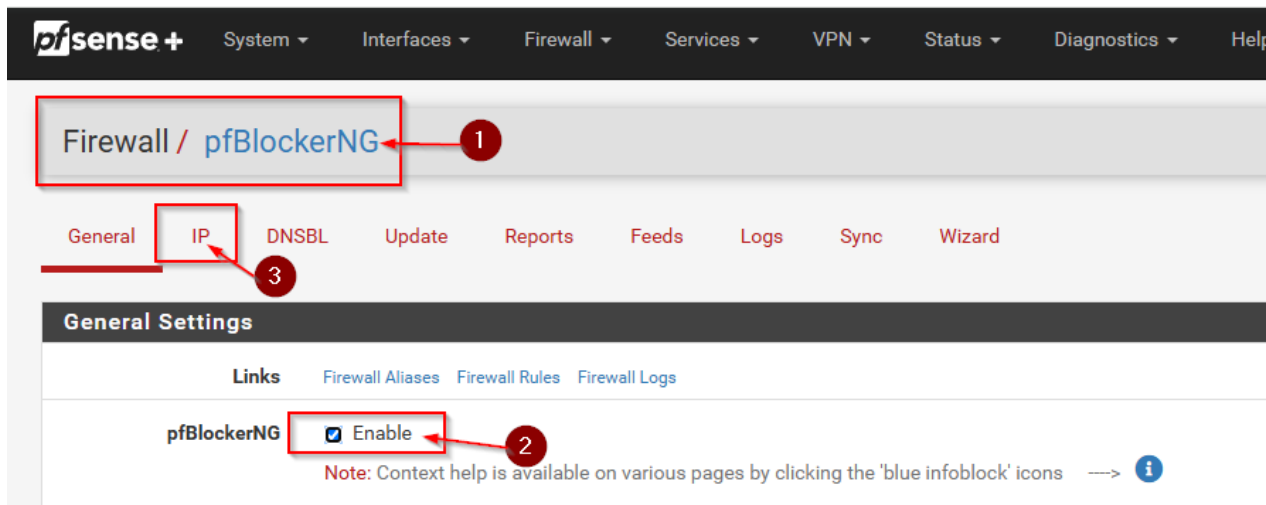 pfsense + System Interfaces Firewall Services VPN Status Diagnostics Help
Firewall / pfBlockerNG
1
General IP DNSBL Update Reports Feeds Logs Sync Wizard
3
General Settings
Links Firewall Aliases Firewall Rules Firewall Logs
pfBlockerNG Enable
2
Note: Context help is available on various pages by clicking the 'blue infoblock' icons ----> i